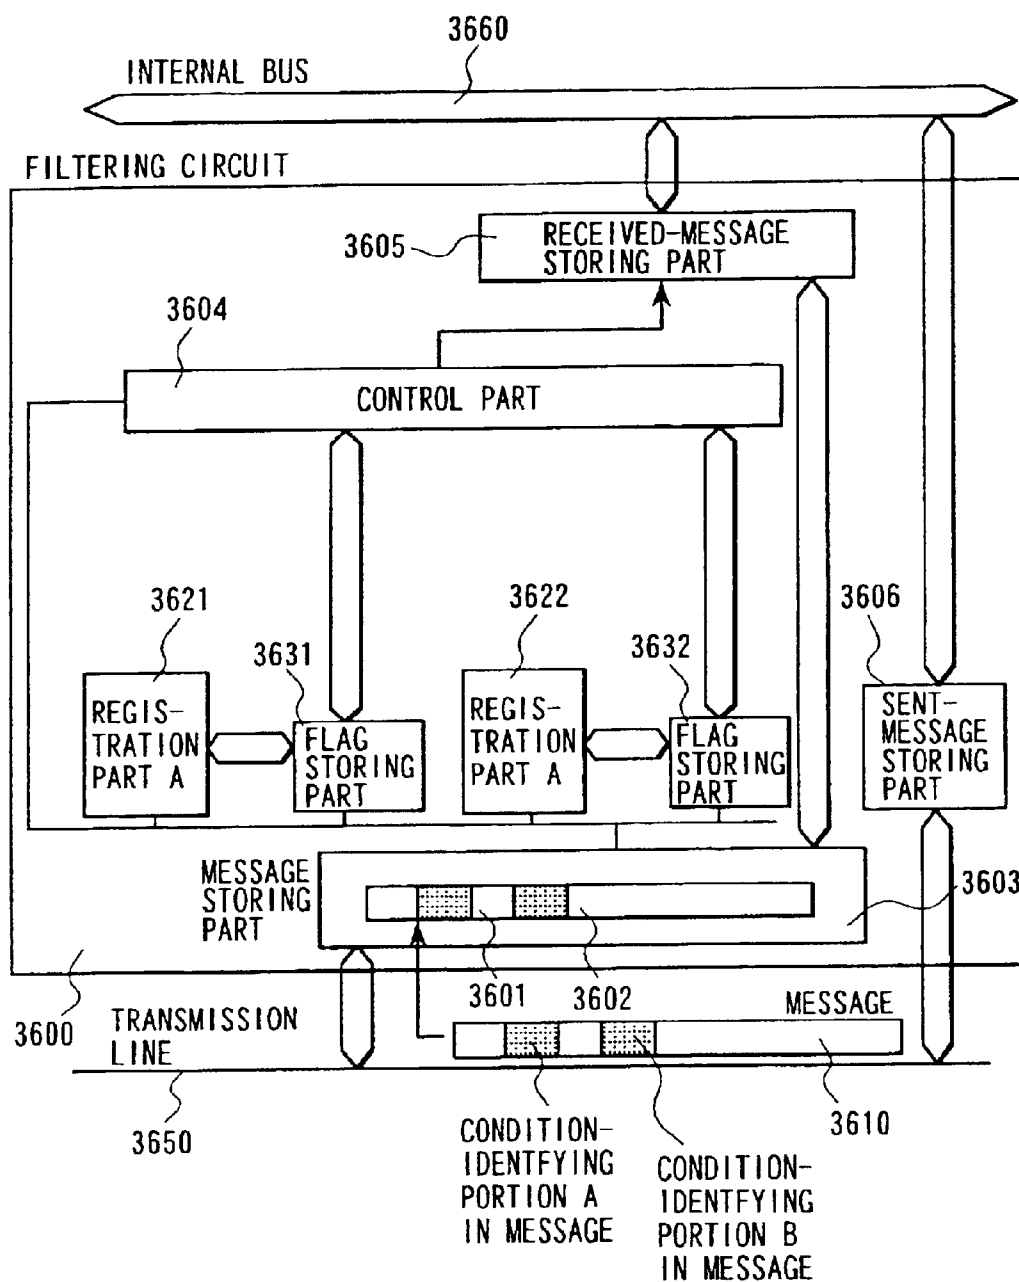 3660
INTERNAL BUS
FILTERING CIRCUIT
3605
RECEIVED-MESSAGE
STORING PART
3604
CONTROL PART
3621
3631
3622
3632
3606
REGIS-
TRATION
PART A
FLAG
STORING
PART
REGIS-
TRATION
PART A
FLAG
STORING
PART
SENT-
MESSAGE
STORING
PART
MESSAGE
STORING
PART
3603
3601
3602
3600
TRANSMISSION
LINE
MESSAGE
3650
3610
CONDITION-
IDENTFYING
PORTION A
IN MESSAGE
CONDITION-
IDENTFYING
PORTION B
IN MESSAGE